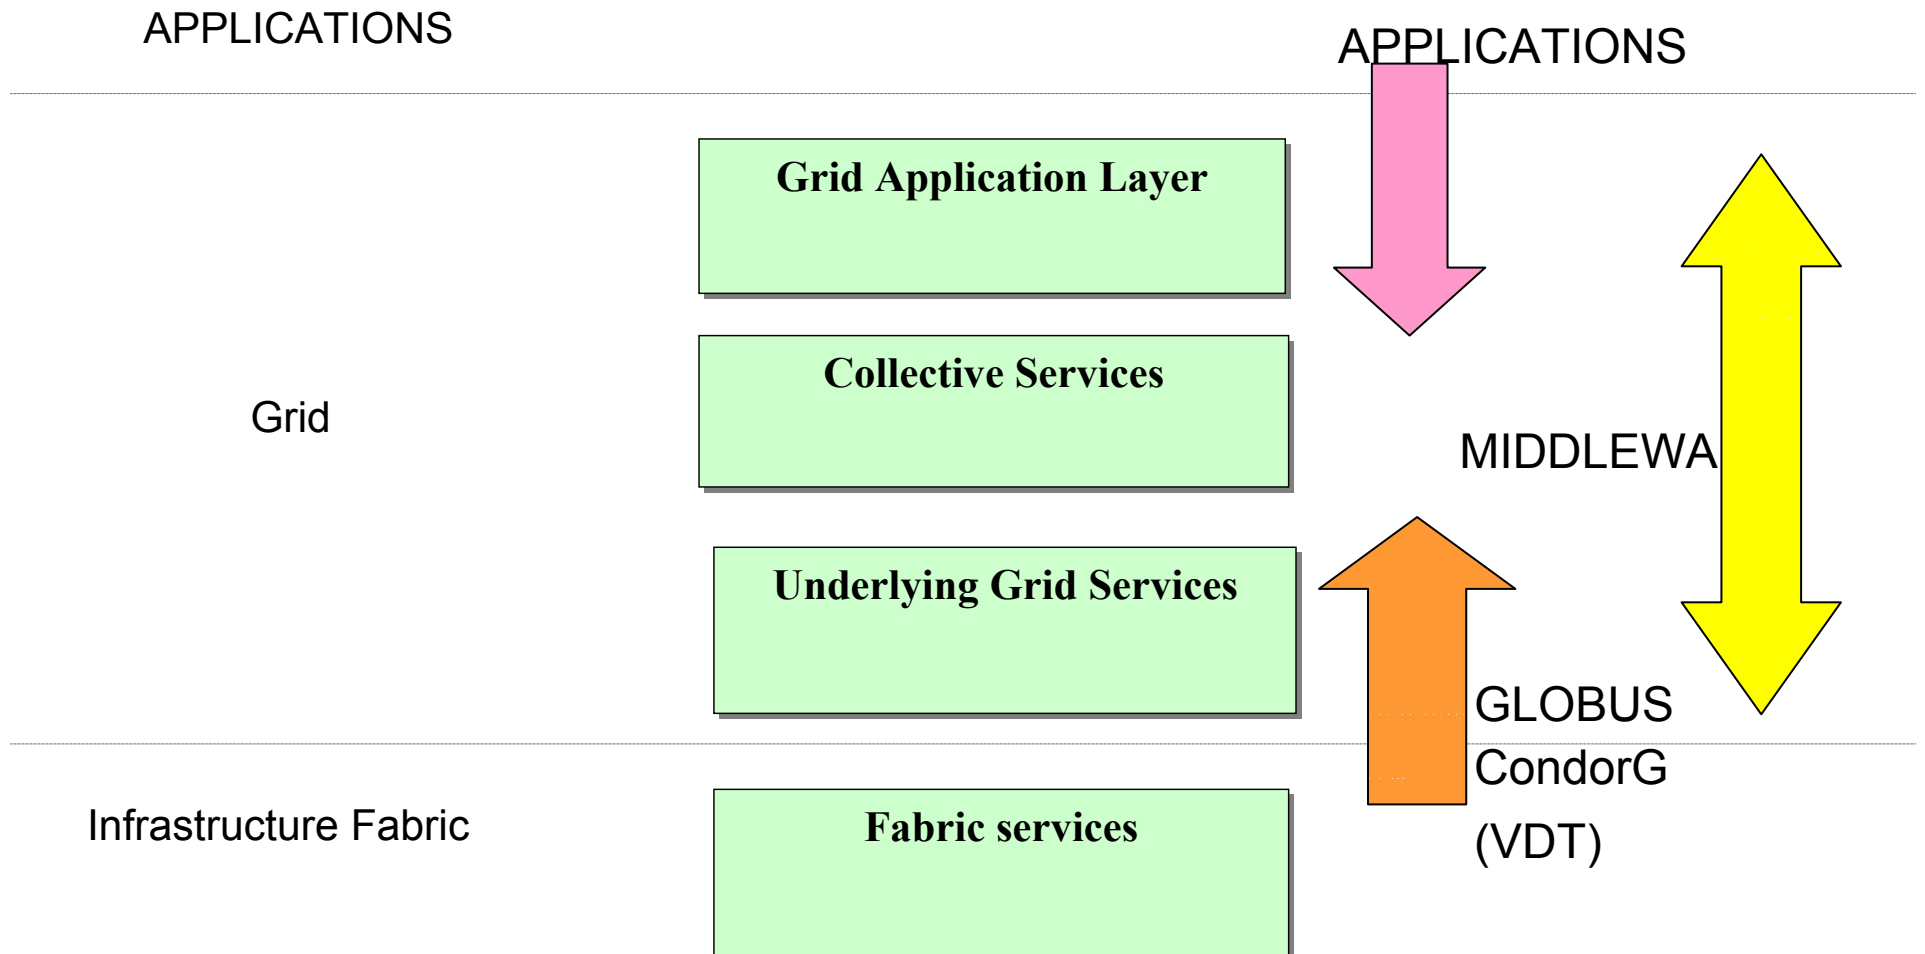 APPLICATIONS
APPLICATIONS
Grid Application Layer
Collective Services
Grid
MIDDLEWA
Underlying Grid Services
GLOBUS
CondorG
Infrastructure Fabric
Fabric services
(VDT)